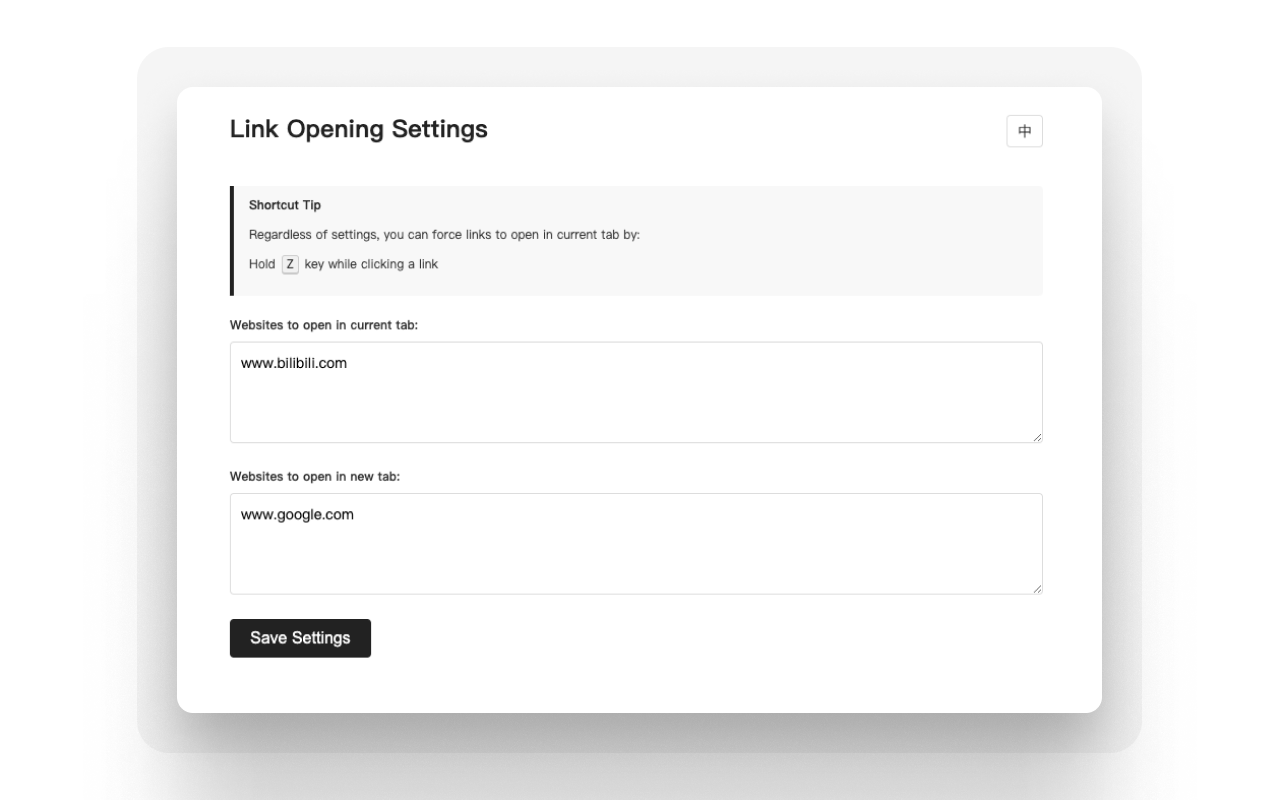 Link Opening Settings
中
Shortcut Tip
Regardless of settings, you can force links to open in current tab by:
Hold Z key while clicking a link
Websites to open in current tab:
www.bilibili.com
Websites to open in new tab:
www.google.com
Save Settings